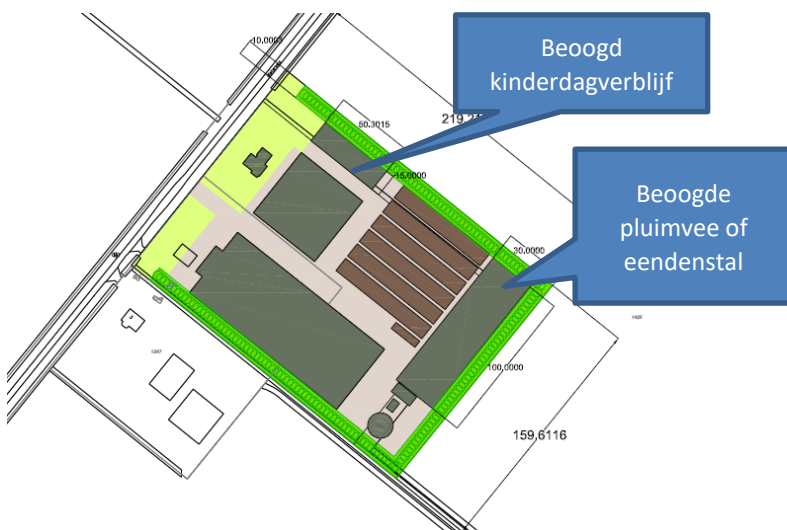 Beoogd
kinderdagverblijf
-10.0000
50.3015
-15.0000
Beoogde
pluimvee of
eendenstal
30.0000
100.0000
159.6116
1247